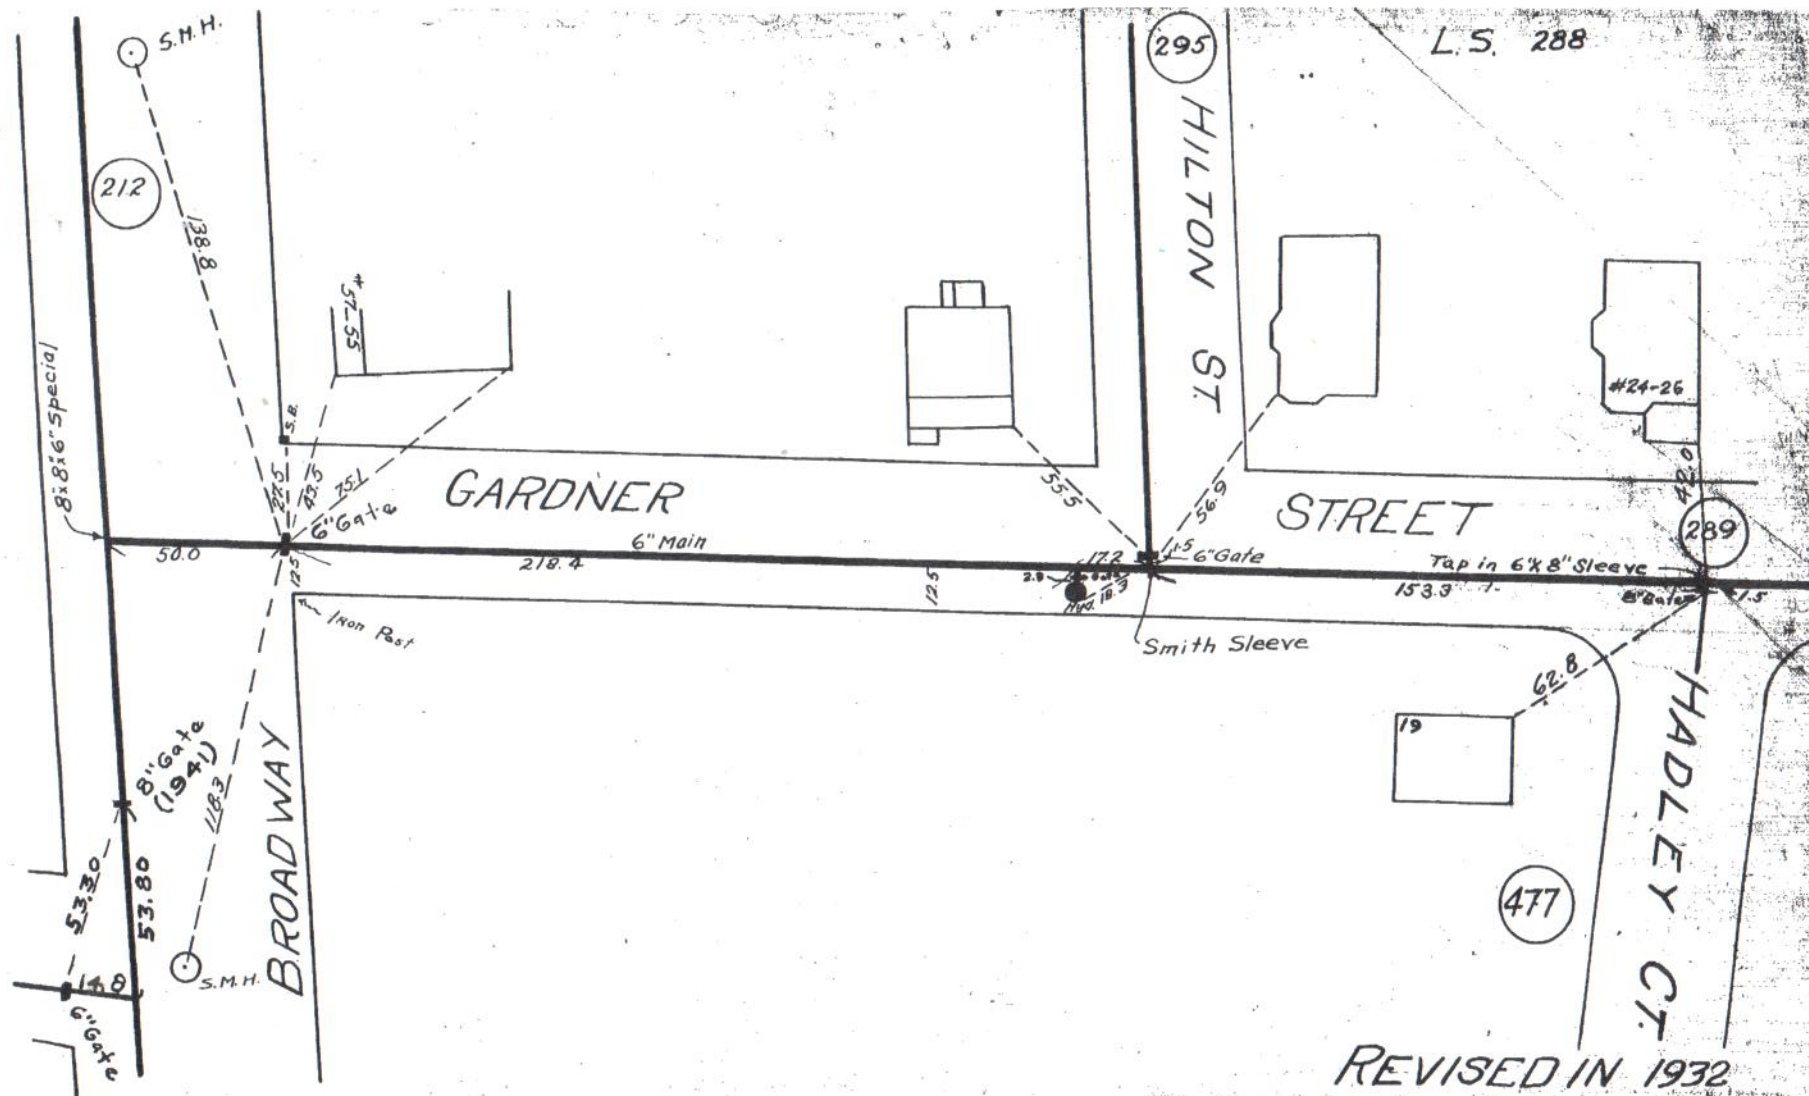 S.M.H.
295
L.S. 288
212
HILTON ST.
138.8
#57-55
8"x8"x6" Special
#24-26
S.B.
27.5
43.5
75.1
6" Gate
GARDNER
STREET
55.5
56.9
42.0
289
50.0
6" Main
218.4
12.5
12.5
17.2
2.9
Hyd. 18.3
1.5
6" Gate
Tap in 6"x8" Sleeve
153.3
8" Gate
1.5
Iron Post
Smith Sleeve
62.8
19
8" Gate
(1941)
118.3
BROADWAY
HADLEY CT.
53.30
53.80
477
14.8
6" Gate
S.M.H.
REVISED IN 1932